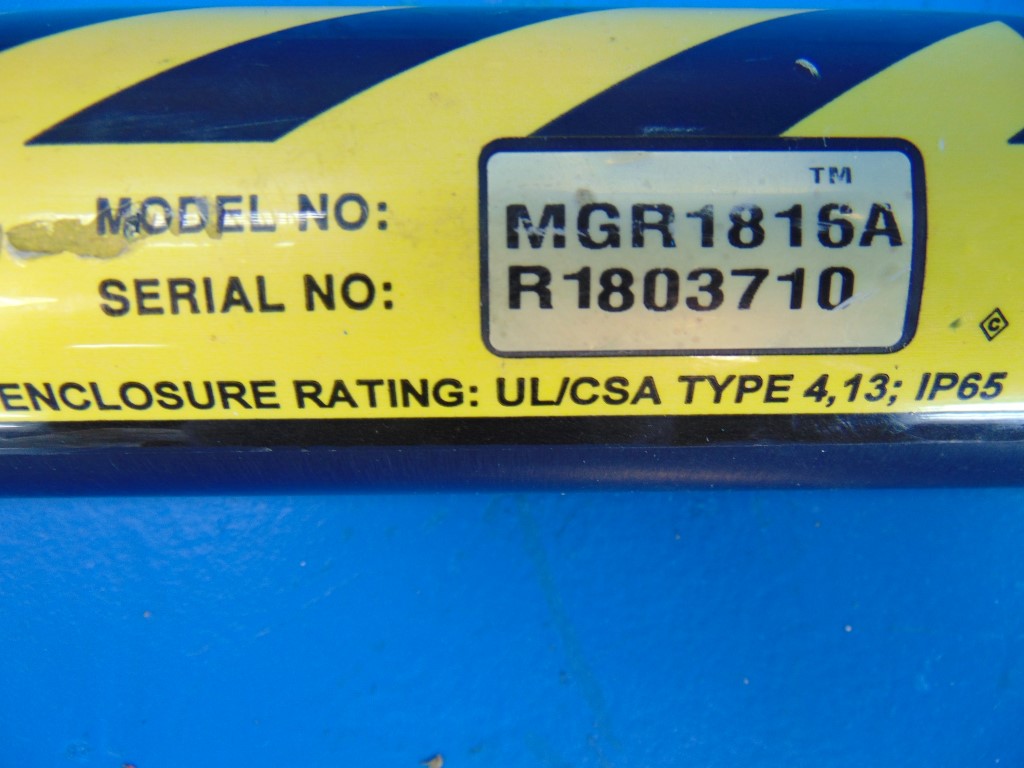 TM
MODEL NO: MGR1816A
SERIAL NO: R1803710
ENCLOSURE RATING: UL/CSA TYPE 4,13; IP65
C